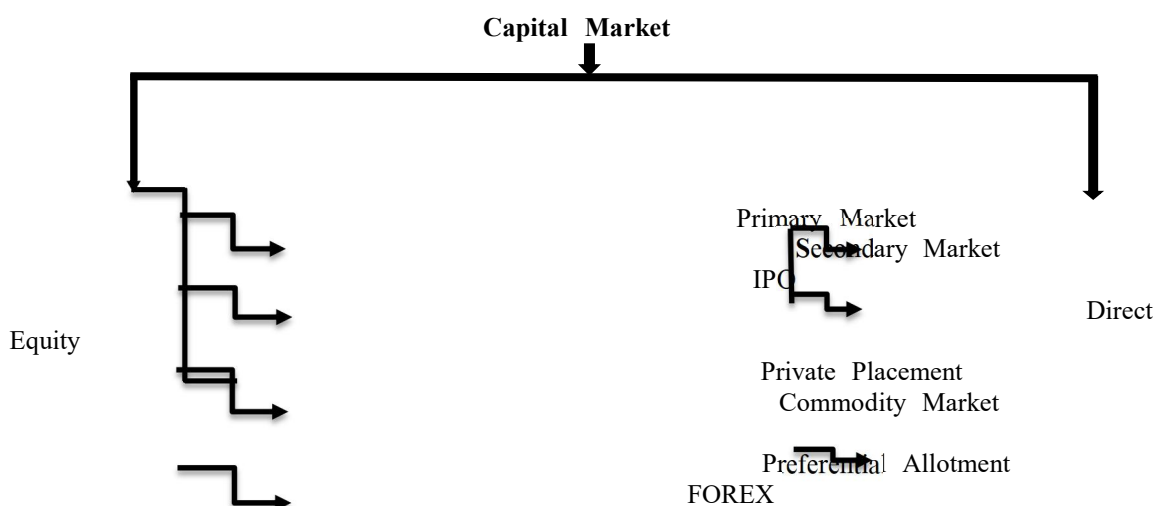 Capital Market
Primary Market
Secondary Market
IPO
Direct
Equity
Private Placement
Commodity Market
Preferential Allotment
FOREX